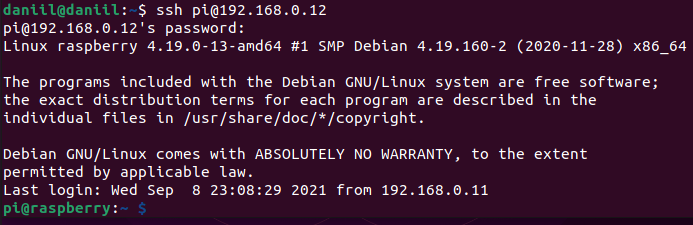 daniil@daniil:~$ ssh pi@192.168.0.12
pi@192.168.0.12's password:
Linux raspberry 4.19.0-13-amd64 #1 SMP Debian 4.19.160-2 (2020-11-28) x86_64

The programs included with the Debian GNU/Linux system are free software;
the exact distribution terms for each program are described in the
individual files in /usr/share/doc/*/copyright.

Debian GNU/Linux comes with ABSOLUTELY NO WARRANTY, to the extent
permitted by applicable law.
Last login: Wed Sep  8 23:08:29 2021 from 192.168.0.11
pi@raspberry:~ $